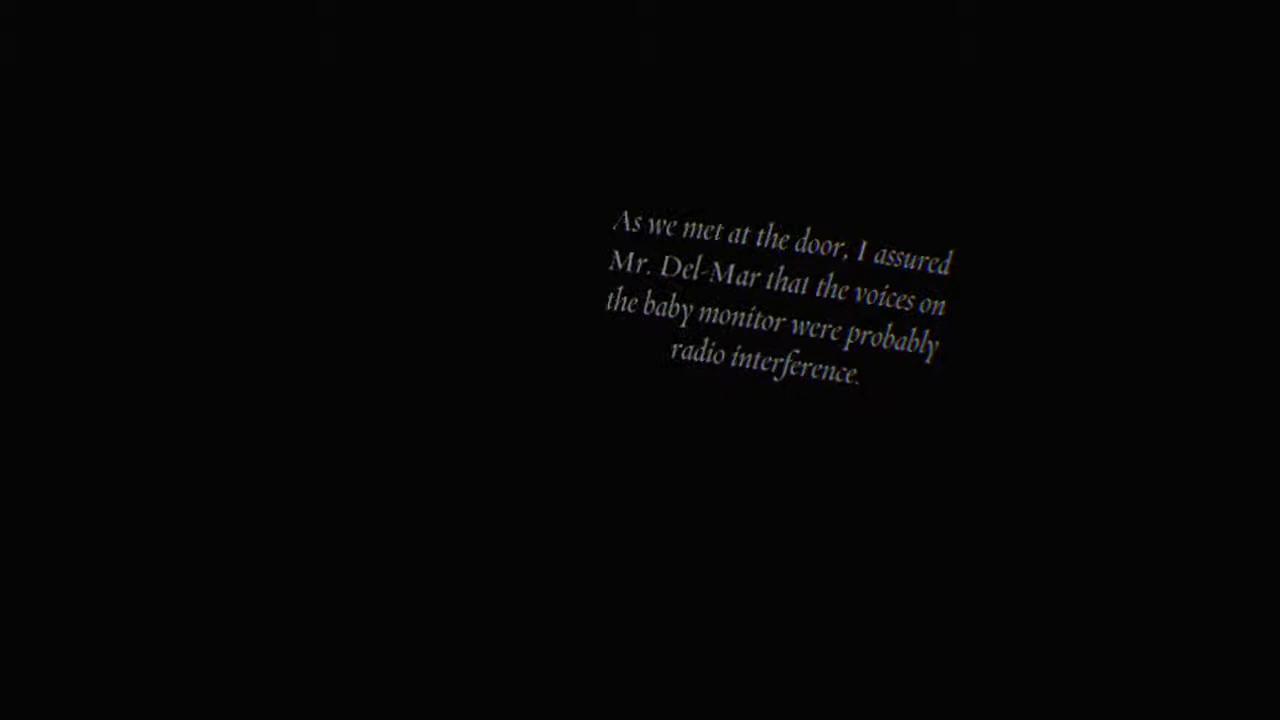 As we met at the door, I assured
Mr. Del-Mar that the voices on
the baby monitor were probably
radio interference.